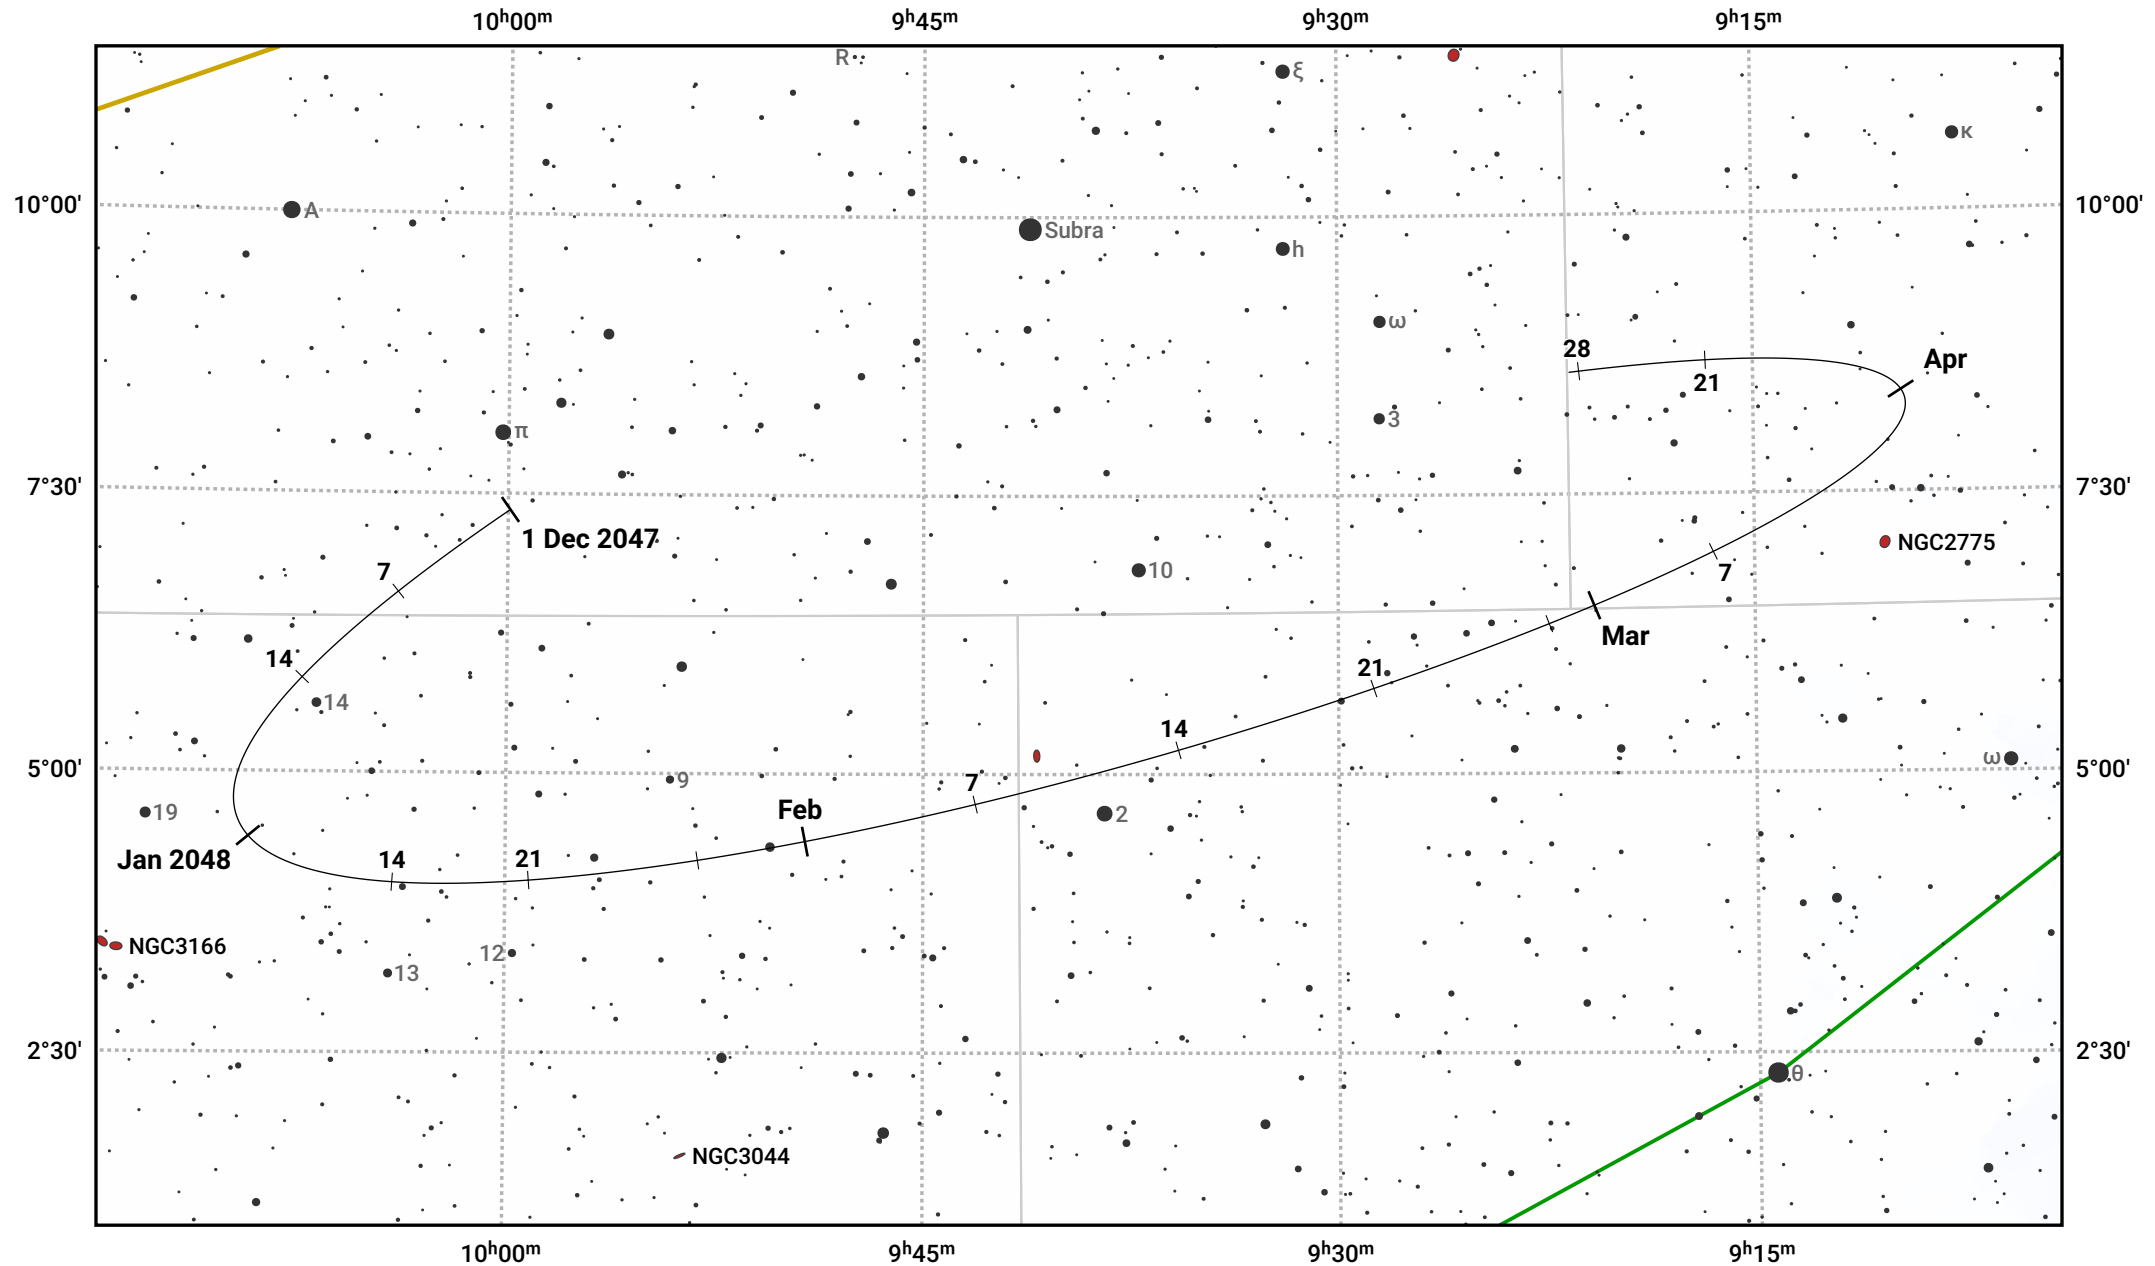 10ʰ00ᵐ 9ʰ45ᵐ 9ʰ30ᵐ 9ʰ15ᵐ
R
ξ
κ
10°00' 10°00'
A
Subra
h
ω
28
Apr
21
3
π
7°30' 7°30'
1 Dec 2047
NGC2775
7
10
7
Mar
14
21
14
14
5°00' 5°00'
ω
9
7
19
Feb
2
Jan 2048
14
21
NGC3166
12
13
2°30' 2°30'
θ
NGC3044
10ʰ00ᵐ 9ʰ45ᵐ 9ʰ30ᵐ 9ʰ15ᵐ